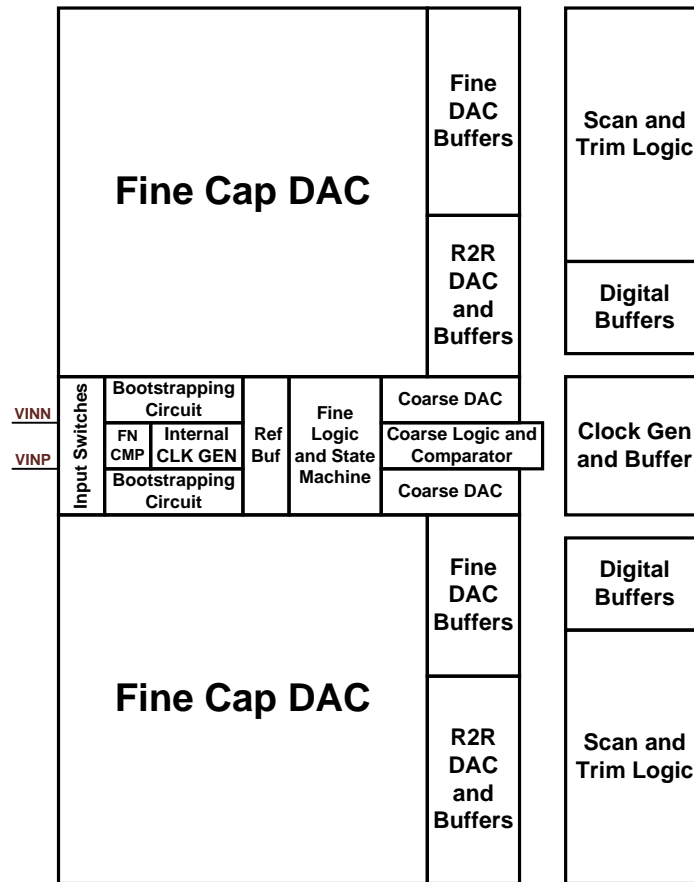 Fine Cap DAC
Fine
DAC
Buffers
R2R
DAC
and
Buffers
Scan and
Trim Logic
Digital
Buffers
VINN
VINP
Input Switches
Bootstrapping
Circuit
FN
CMP
Internal
CLK GEN
Bootstrapping
Circuit
Ref
Buf
Fine
Logic
and State
Machine
Coarse DAC
Coarse Logic and
Comparator
Coarse DAC
Clock Gen
and Buffer
Fine Cap DAC
Fine
DAC
Buffers
R2R
DAC
and
Buffers
Digital
Buffers
Scan and
Trim Logic